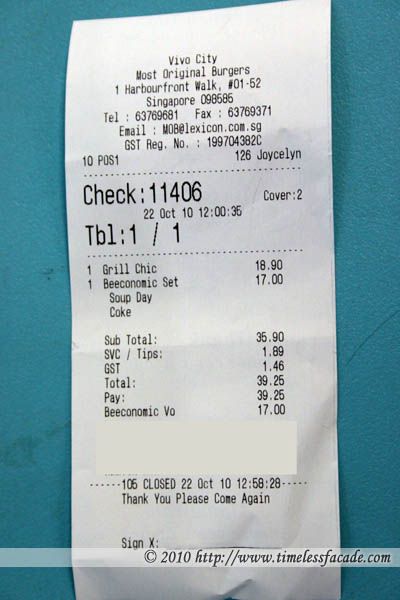 Vivo City
Most Original Burgers
1 Harbourfront Walk, #01-52
Singapore 098585
Tel : 63769681  Fax : 63769371
Email : MOB@lexicon.com.sg
GST Reg. No. : 199704382C
10 POS1 126 Joycelyn
Check:11406 Cover:2
22 Oct 10 12:00:35
Tbl:1 / 1
1 Grill Chic 18.90
1 Beeconomic Set 17.00
Soup Day
Coke
Sub Total: 35.90
SVC / Tips: 1.89
GST 1.46
Total: 39.25
Pay: 39.25
Beeconomic Vo 17.00
------105 CLOSED 22 Oct 10 12:58:28-----
Thank You Please Come Again
Sign X:
© 2010 http://www.timelessfacade.com